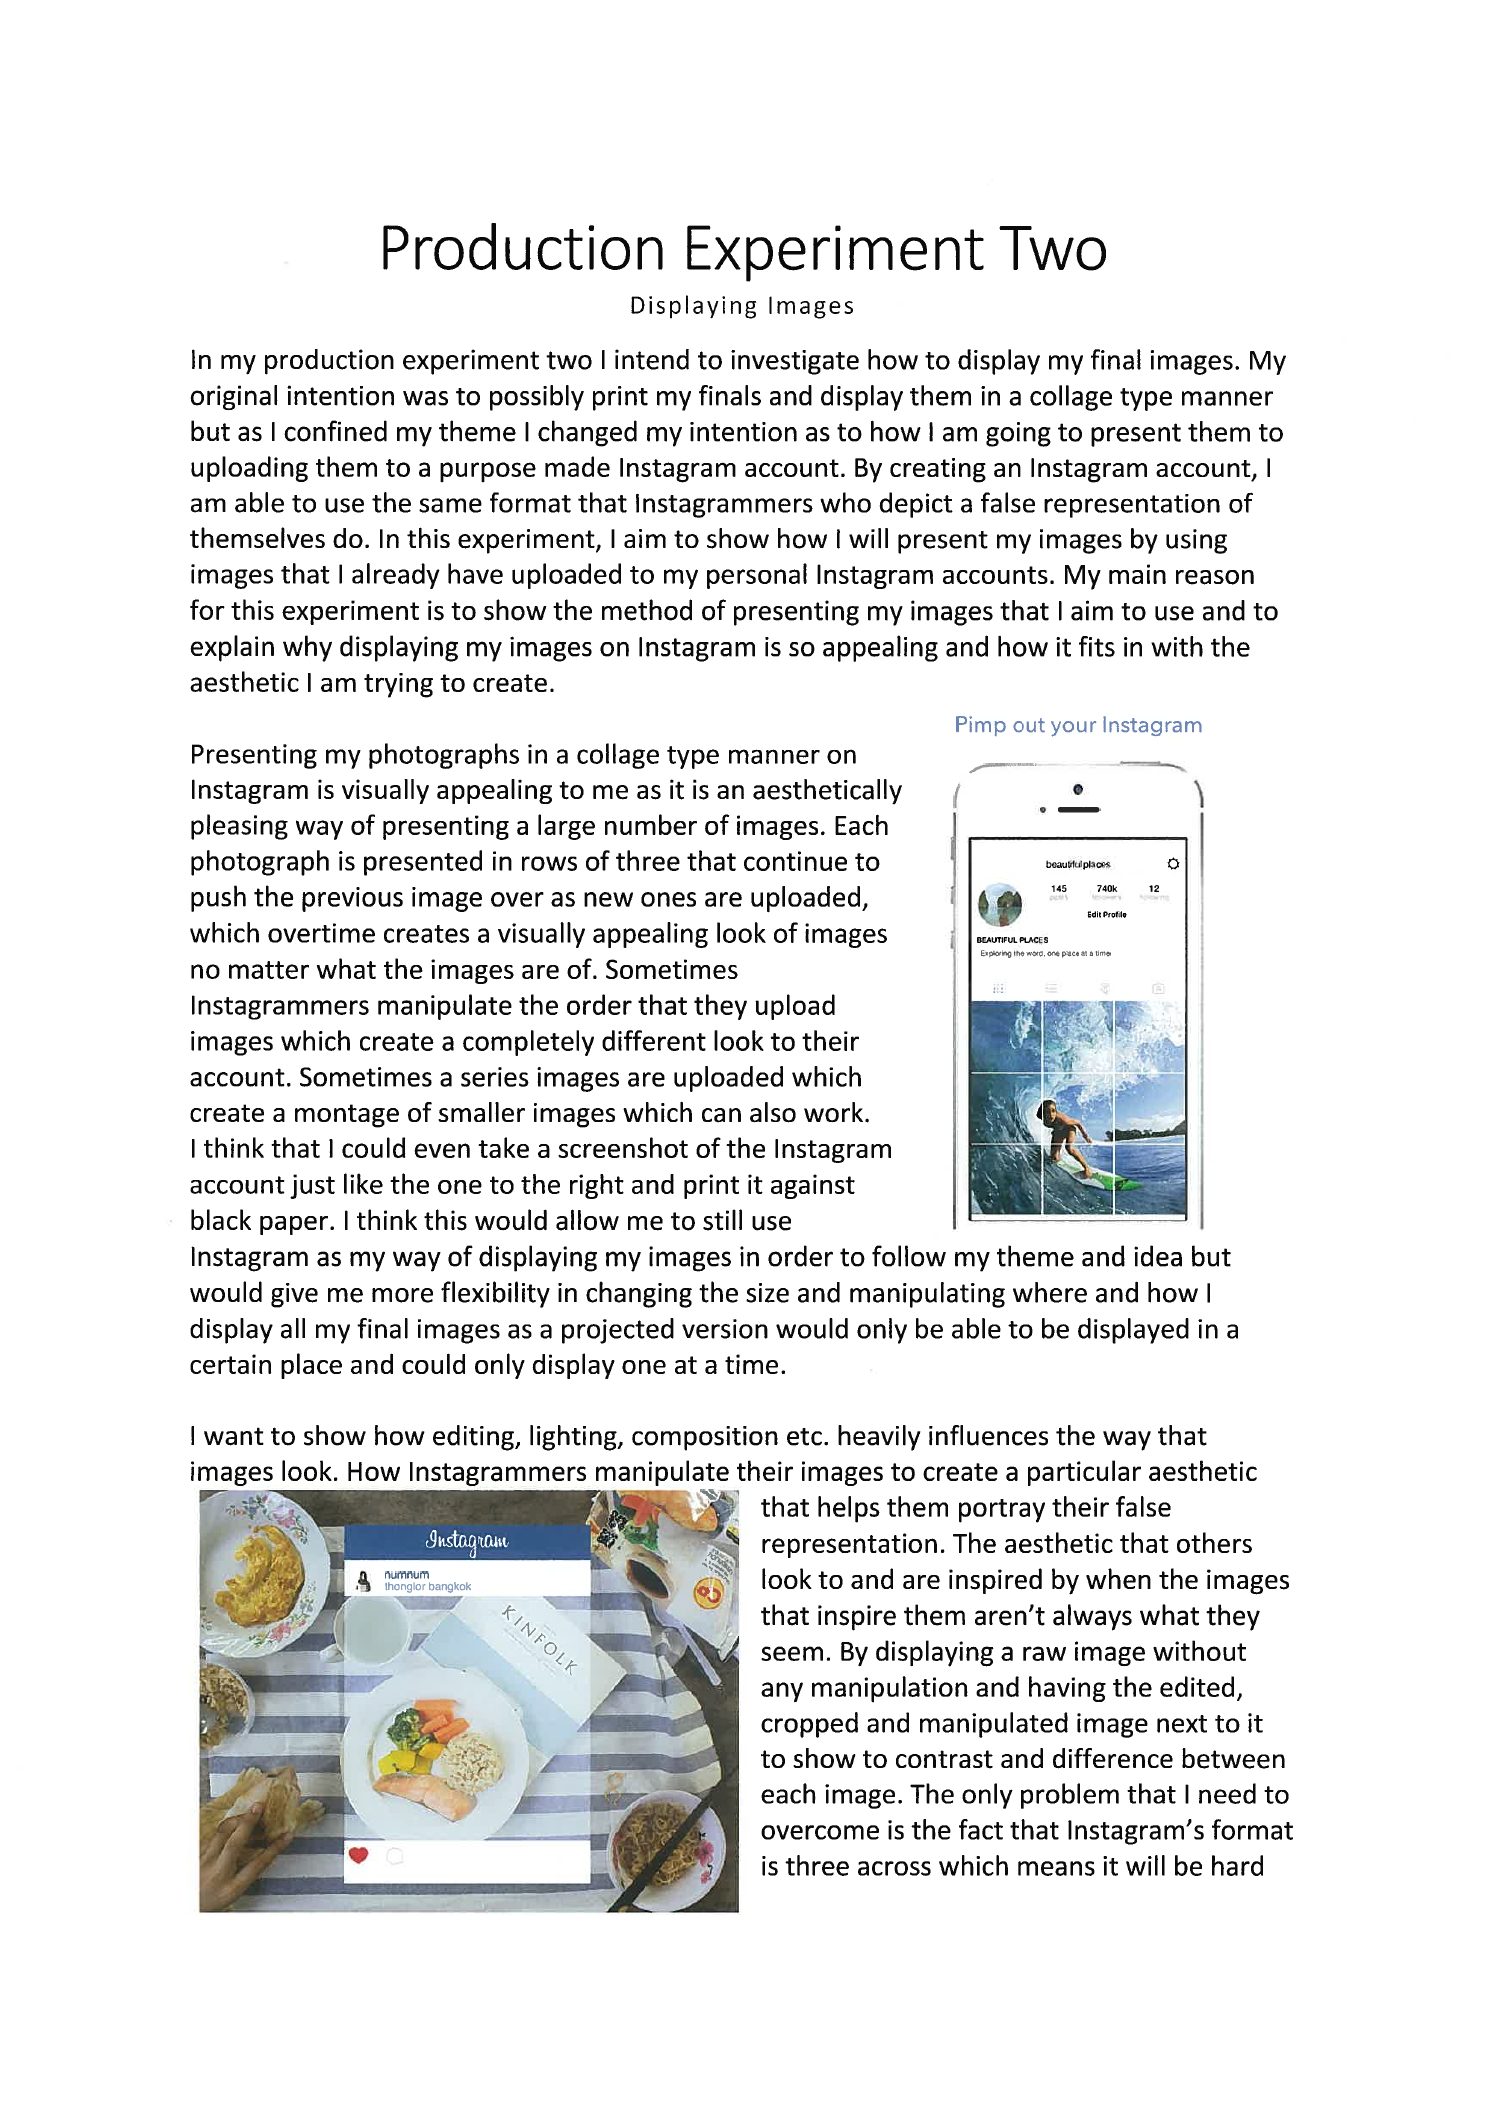 Production Experiment Two
Displaying Images
In my production experiment two I intend to investigate how to display my final images. My
original intention was to possibly print my finals and display them in a collage type manner
but as I confined my theme I changed my intention as to how I am going to present them to
uploading them to a purpose made Instagram account. By creating an Instagram account, I
am able to use the same format that Instagrammers who depict a false representation of
themselves do. In this experiment, I aim to show how I will present my images by using
images that I already have uploaded to my personal Instagram accounts. My main reason
for this experiment is to show the method of presenting my images that I aim to use and to
explain why displaying my images on Instagram is so appealing and how it fits in with the
aesthetic I am trying to create.
Presenting my photographs in a collage type manner on
Instagram is visually appealing to me as it is an aesthetically
pleasing way of presenting a large number of images. Each
photograph is presented in rows of three that continue to
push the previous image over as new ones are uploaded,
which overtime creates a visually appealing look of images
no matter what the images are of. Sometimes
Instagrammers manipulate the order that they upload
images which create a completely different look to their
account. Sometimes a series images are uploaded which
create a montage of smaller images which can also work.
I think that I could even take a screenshot of the Instagram
account just like the one to the right and print it against
black paper. I think this would allow me to still use
Pimp out your Instagram
beautifulplaces
145 740k 12
posts followers following
Edit Profile
BEAUTIFUL PLACES
Exploring the word, one place at a time
Instagram as my way of displaying my images in order to follow my theme and idea but
would give me more flexibility in changing the size and manipulating where and how I
display all my final images as a projected version would only be able to be displayed in a
certain place and could only display one at a time.
I want to show how editing, lighting, composition etc. heavily influences the way that
images look. How Instagrammers manipulate their images to create a particular aesthetic
Instagram
numnum
thonglor bangkok
KINFOLK
that helps them portray their false
representation. The aesthetic that others
look to and are inspired by when the images
that inspire them aren't always what they
seem. By displaying a raw image without
any manipulation and having the edited,
cropped and manipulated image next to it
to show to contrast and difference between
each image. The only problem that I need to
overcome is the fact that Instagram's format
is three across which means it will be hard